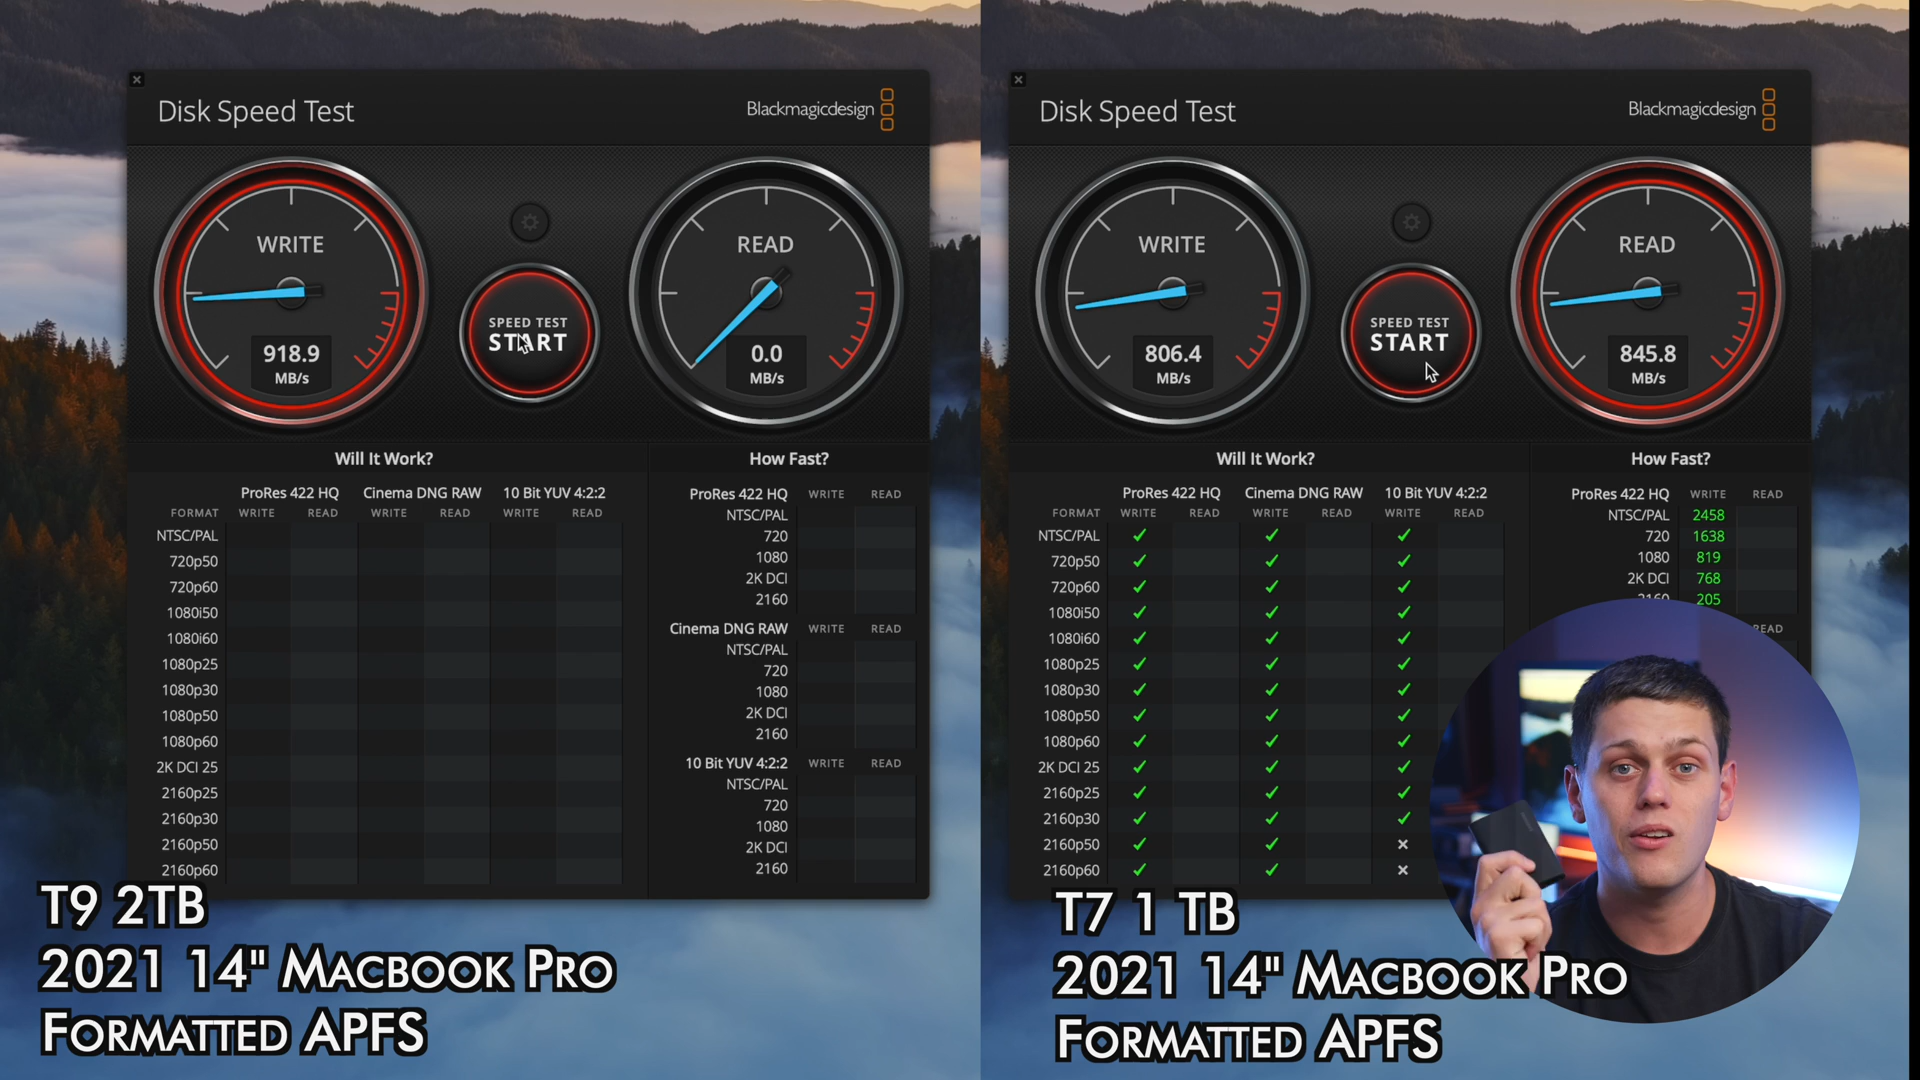 Disk Speed Test
Blackmagicdesign
WRITE
918.9
MB/s
SPEED TEST
START
READ
0.0
MB/s
Will It Work?
How Fast?
ProRes 422 HQ Cinema DNG RAW 10 Bit YUV 4:2:2
FORMAT WRITE READ WRITE READ WRITE READ
NTSC/PAL
720p50
720p60
1080i50
1080i60
1080p25
1080p30
1080p50
1080p60
2K DCI 25
2160p25
2160p30
2160p50
2160p60
ProRes 422 HQ WRITE READ
NTSC/PAL
720
1080
2K DCI
2160
Cinema DNG RAW WRITE READ
NTSC/PAL
720
1080
2K DCI
2160
10 Bit YUV 4:2:2 WRITE READ
NTSC/PAL
720
1080
2K DCI
2160
T9 2TB
2021 14" Macbook Pro
Formatted APFS
Disk Speed Test
Blackmagicdesign
WRITE
806.4
MB/s
SPEED TEST
START
READ
845.8
MB/s
Will It Work?
How Fast?
ProRes 422 HQ Cinema DNG RAW 10 Bit YUV 4:2:2
FORMAT WRITE READ WRITE READ WRITE READ
NTSC/PAL ✓ ✓ ✓
720p50 ✓ ✓ ✓
720p60 ✓ ✓ ✓
1080i50 ✓ ✓ ✓
1080i60 ✓ ✓ ✓
1080p25 ✓ ✓ ✓
1080p30 ✓ ✓ ✓
1080p50 ✓ ✓ ✓
1080p60 ✓ ✓ ✓
2K DCI 25 ✓ ✓ ✓
2160p25 ✓ ✓ ✓
2160p30 ✓ ✓ ✓
2160p50 ✓ ✓ ×
2160p60 ✓ ✓ ×
ProRes 422 HQ WRITE READ
NTSC/PAL 2458
720 1638
1080 819
2K DCI 768
2160 205
READ
T7 1 TB
2021 14" Macbook Pro
Formatted APFS